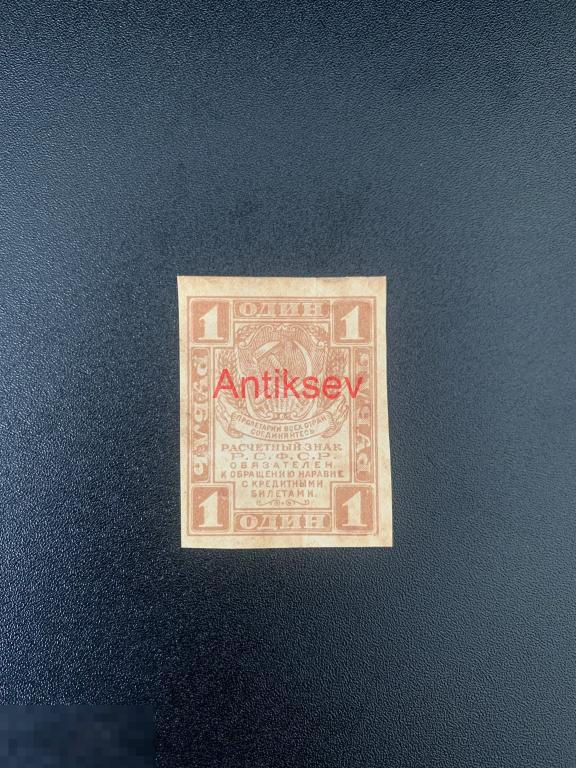 1 ОДИН 1
РУБЛЬ
РУБЛЬ
Antiksev
ПРОЛЕТАРИИ ВСЕХ СТРАН
СОЕДИНЯЙТЕСЬ
РАСЧЕТНЫЙ ЗНАК
Р.С.Ф.С.Р.
ОБЯЗАТЕЛЕН
К ОБРАЩЕНИЮ НАРАВНЕ
С КРЕДИТНЫМИ
БИЛЕТАМИ.
1 ОДИН 1